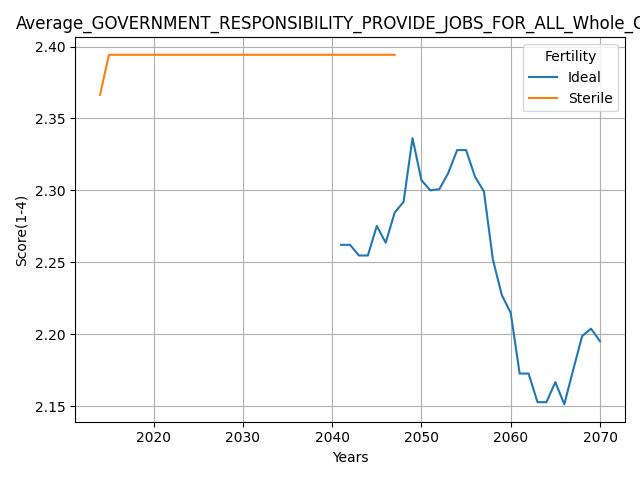 Average_GOVERNMENT_RESPONSIBILITY_PROVIDE_JOBS_FOR_ALL_Whole_
Fertility
Ideal
Sterile
Score(1-4)
2.40
2.35
2.30
2.25
2.20
2.15
2020 2030 2040 2050 2060 2070
Years